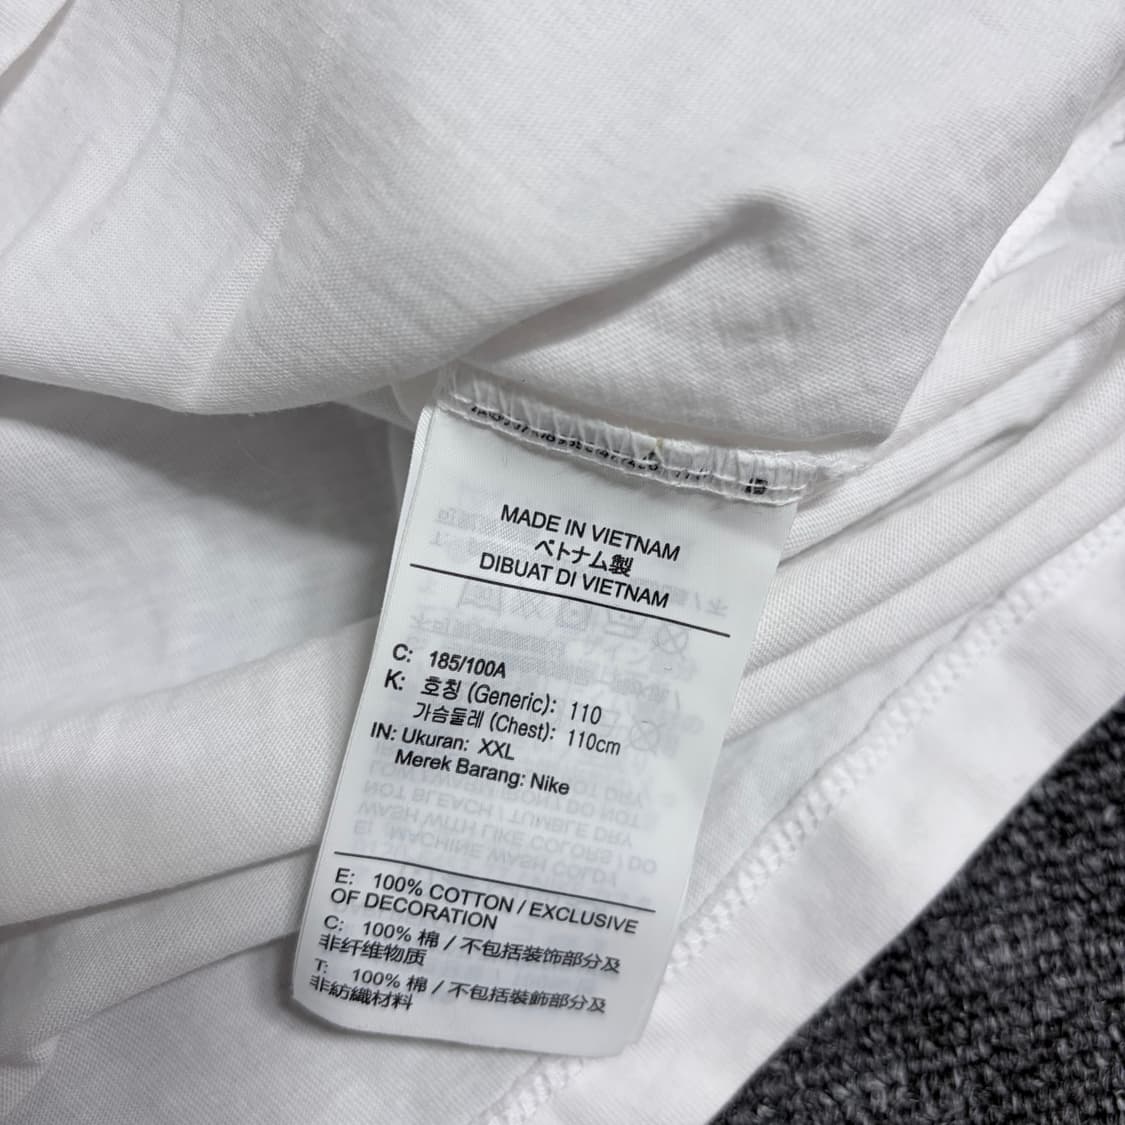 MADE IN VIETNAM
ベトナム製
DIBUAT DI VIETNAM
C: 185/100A
K: 호칭 (Generic): 110
가슴둘레 (Chest): 110cm
IN: Ukuran: XXL
Merek Barang: Nike
E: 100% COTTON / EXCLUSIVE
OF DECORATION
C: 100% 棉 / 不包括装饰部分及
非纤维物质
T: 100% 棉 / 不包括裝飾部分及
非紡織材料